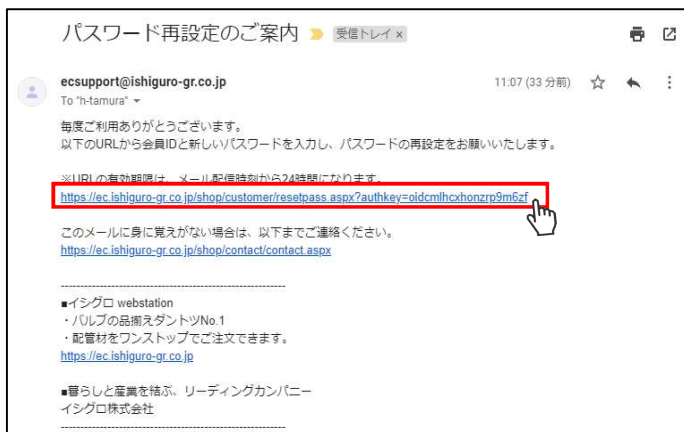 パスワード再設定のご案内 受信トレイ ×
ecsupport@ishiguro-gr.co.jp 11:07 (33 分前)
To "h-tamura"
毎度ご利用ありがとうございます。
以下のURLから会員IDと新しいパスワードを入力し、パスワードの再設定をお願いいたします。
※URLの有効期限は、メール配信時刻から24時間になります。
https://ec.ishiguro-gr.co.jp/shop/customer/resetpass.aspx?authkey=oidcmlhcxhonzrp9m6zf
このメールに身に覚えがない場合は、以下までご連絡ください。
https://ec.ishiguro-gr.co.jp/shop/contact/contact.aspx
------------------------------------------------------------
■イシグロ webstation
・バルブの品揃えダントツNo.1
・配管材をワンストップでご注文できます。
https://ec.ishiguro-gr.co.jp
■暮らしと産業を結ぶ、リーディングカンパニー
イシグロ株式会社
------------------------------------------------------------